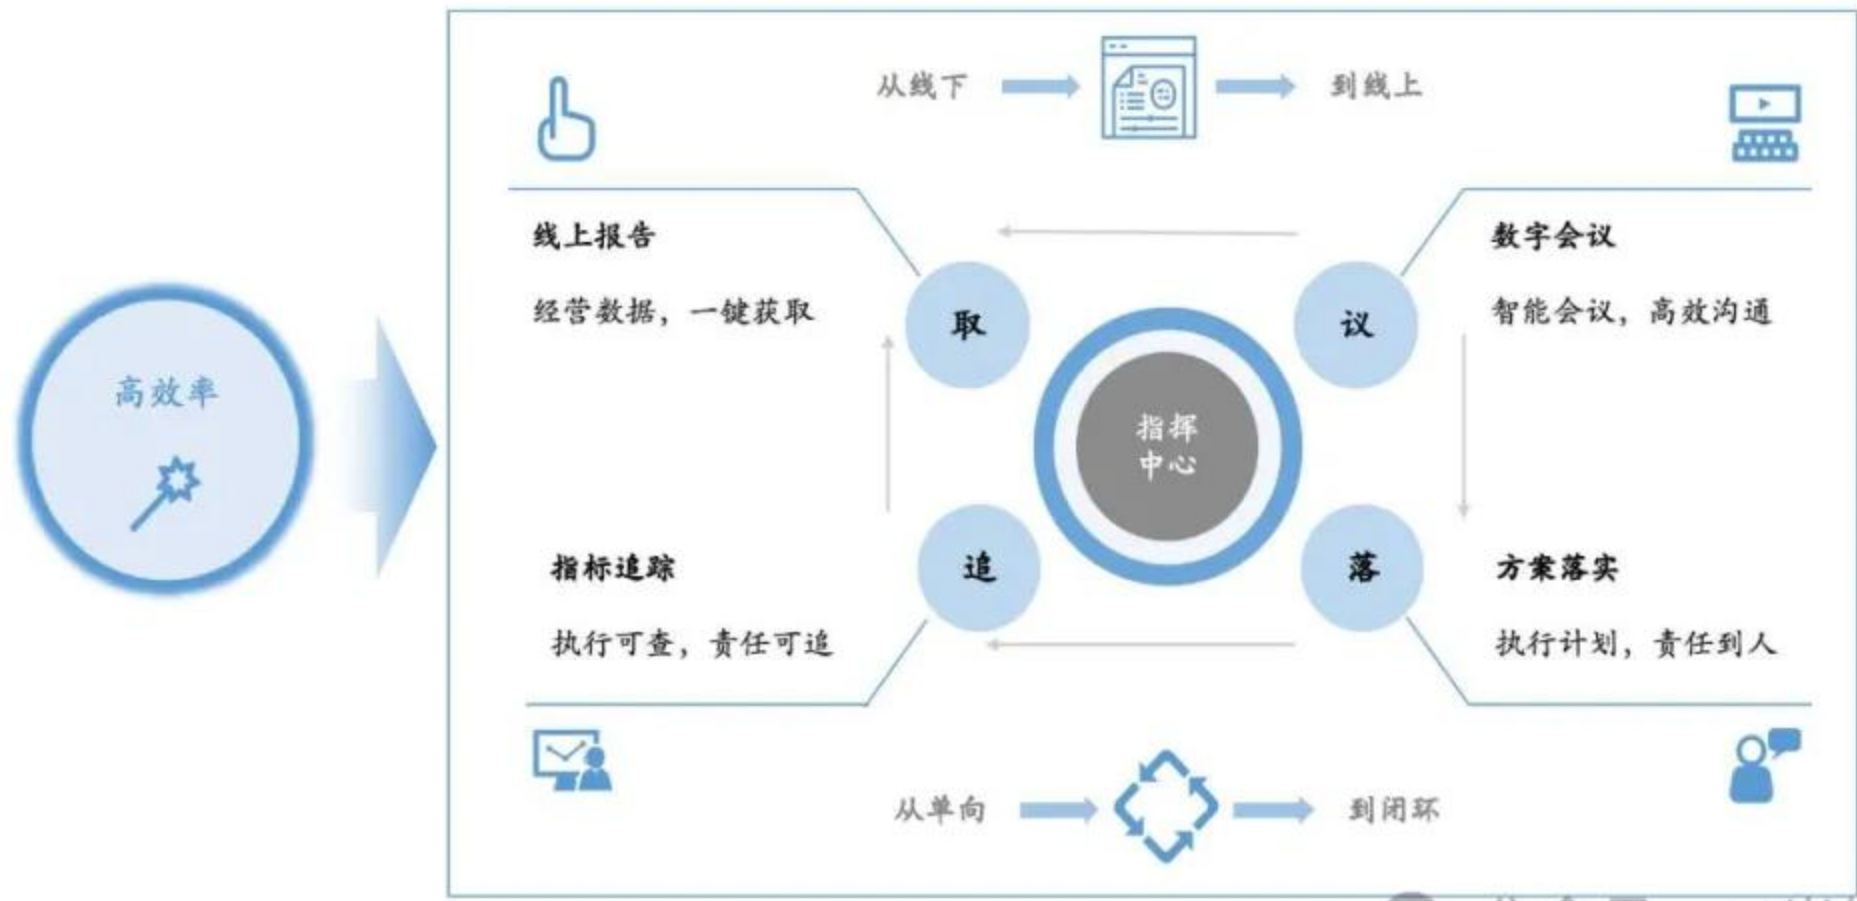 高效率
从线下
到线上
线上报告
经营数据，一键获取
取
议
数字会议
智能会议，高效沟通
指挥
中心
指标追踪
执行可查，责任可追
追
落
方案落实
执行计划，责任到人
从单向
到闭环